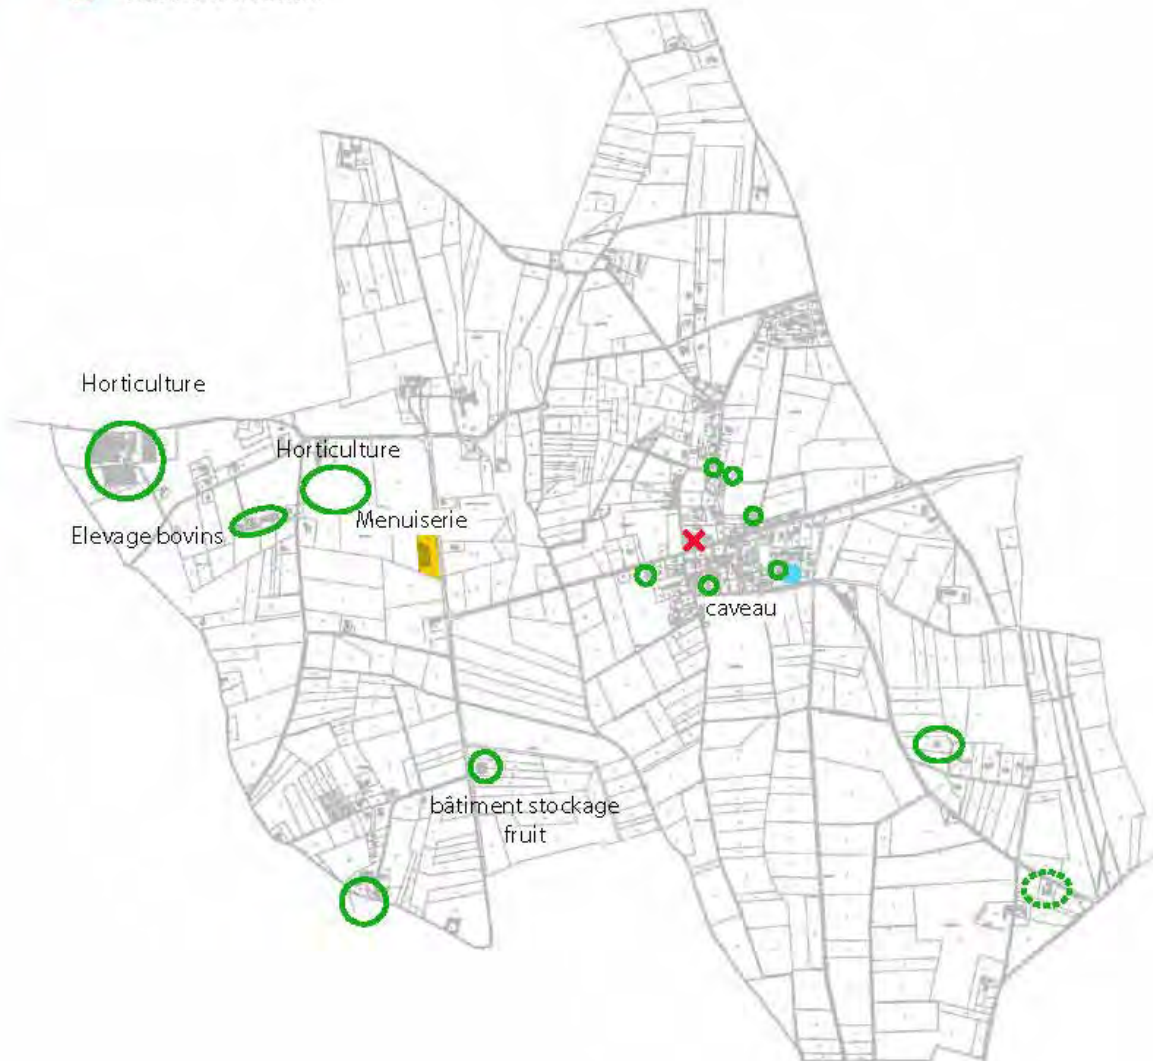 Horticulture
Horticulture
Menuiserie
Elevage bovins
caveau
bâtiment stockage
fruit